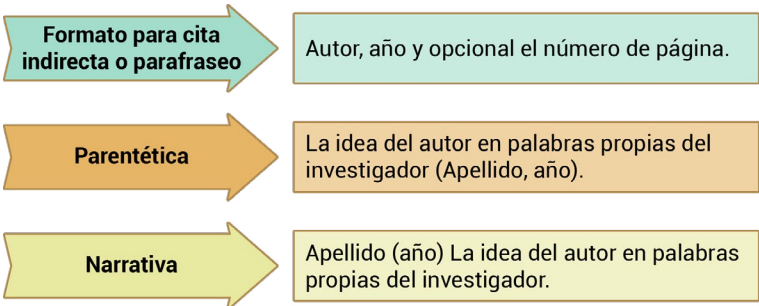 Formato para cita
indirecta o parafraseo
Autor, año y opcional el número de página.
Parentética
La idea del autor en palabras propias del
investigador (Apellido, año).
Narrativa
Apellido (año) La idea del autor en palabras
propias del investigador.